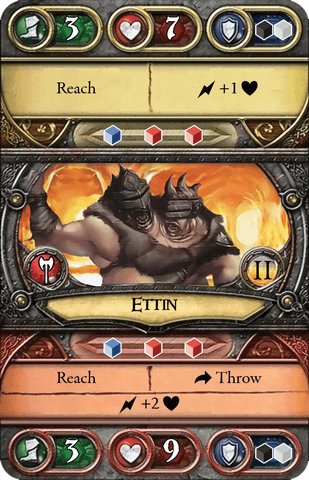 3 7
Reach +1
ETTIN
II
Reach Throw
+2
3 9